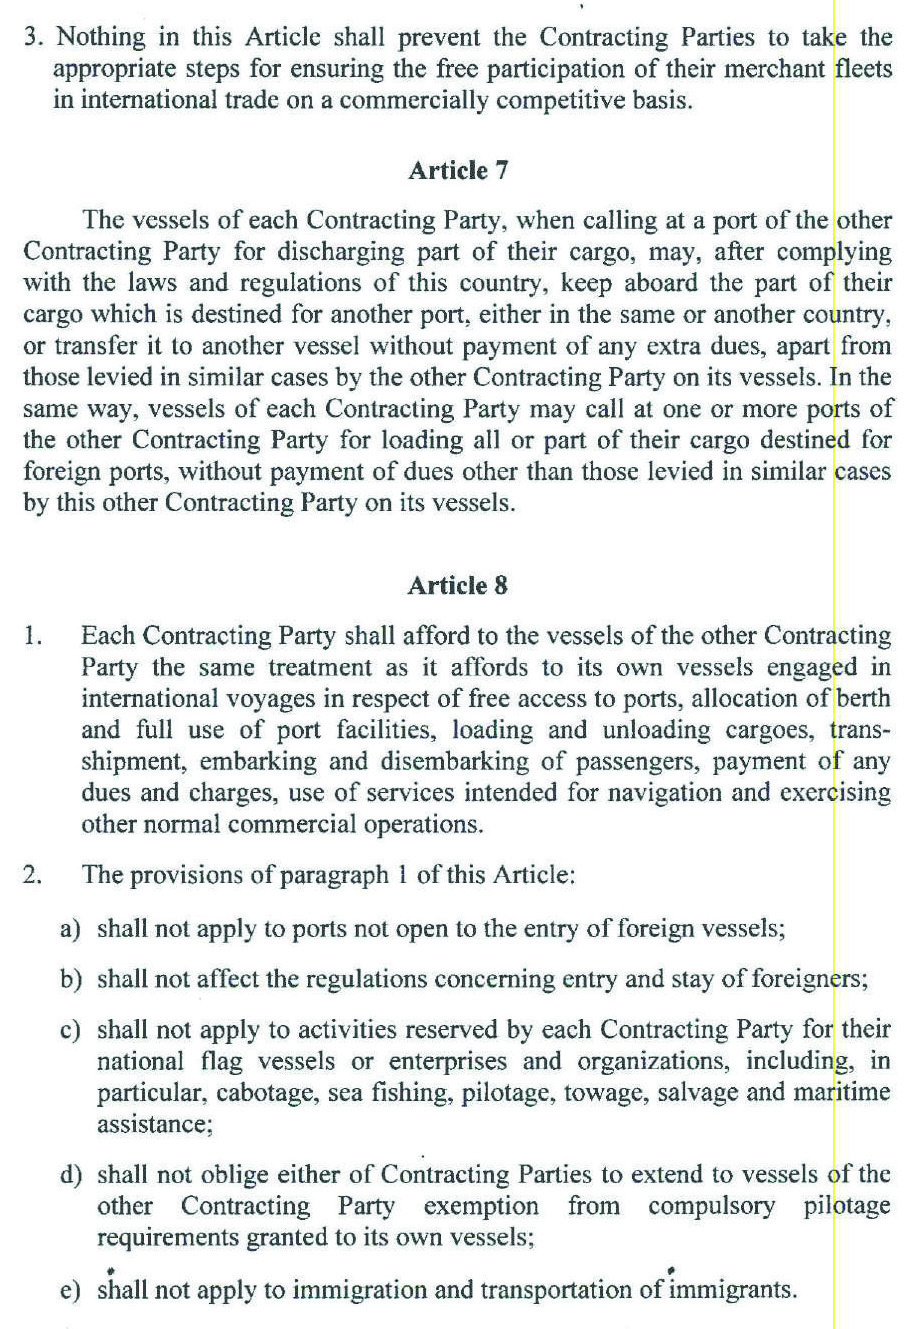 3. Nothing in this Article shall prevent the Contracting Parties to take the
appropriate steps for ensuring the free participation of their merchant fleets
in international trade on a commercially competitive basis.
Article 7
The vessels of each Contracting Party, when calling at a port of the other
Contracting Party for discharging part of their cargo, may, after complying
with the laws and regulations of this country, keep aboard the part of their
cargo which is destined for another port, either in the same or another country,
or transfer it to another vessel without payment of any extra dues, apart from
those levied in similar cases by the other Contracting Party on its vessels. In the
same way, vessels of each Contracting Party may call at one or more ports of
the other Contracting Party for loading all or part of their cargo destined for
foreign ports, without payment of dues other than those levied in similar cases
by this other Contracting Party on its vessels.
Article 8
1. Each Contracting Party shall afford to the vessels of the other Contracting
Party the same treatment as it affords to its own vessels engaged in
international voyages in respect of free access to ports, allocation of berth
and full use of port facilities, loading and unloading cargoes, trans-
shipment, embarking and disembarking of passengers, payment of any
dues and charges, use of services intended for navigation and exercising
other normal commercial operations.
2. The provisions of paragraph 1 of this Article:
a) shall not apply to ports not open to the entry of foreign vessels;
b) shall not affect the regulations concerning entry and stay of foreigners;
c) shall not apply to activities reserved by each Contracting Party for their
national flag vessels or enterprises and organizations, including, in
particular, cabotage, sea fishing, pilotage, towage, salvage and maritime
assistance;
d) shall not oblige either of Contracting Parties to extend to vessels of the
other Contracting Party exemption from compulsory pilotage
requirements granted to its own vessels;
e) shall not apply to immigration and transportation of immigrants.